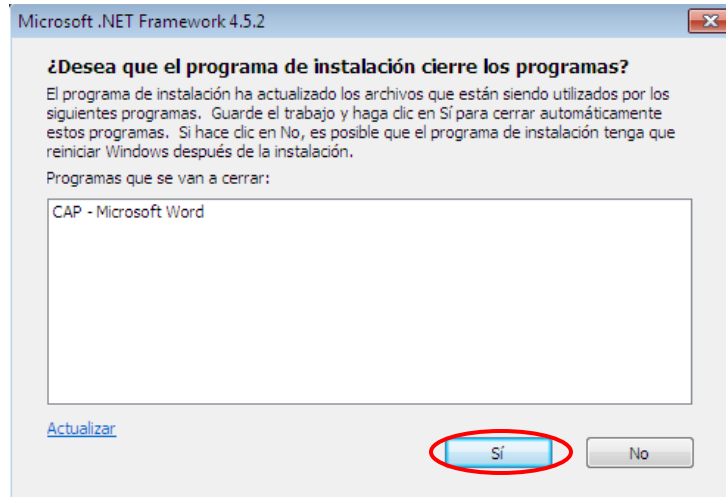 Microsoft .NET Framework 4.5.2
¿Desea que el programa de instalación cierre los programas?
El programa de instalación ha actualizado los archivos que están siendo utilizados por los
siguientes programas. Guarde el trabajo y haga clic en Sí para cerrar automáticamente
estos programas. Si hace clic en No, es posible que el programa de instalación tenga que
reiniciar Windows después de la instalación.
Programas que se van a cerrar:
CAP - Microsoft Word
Actualizar
Sí
No